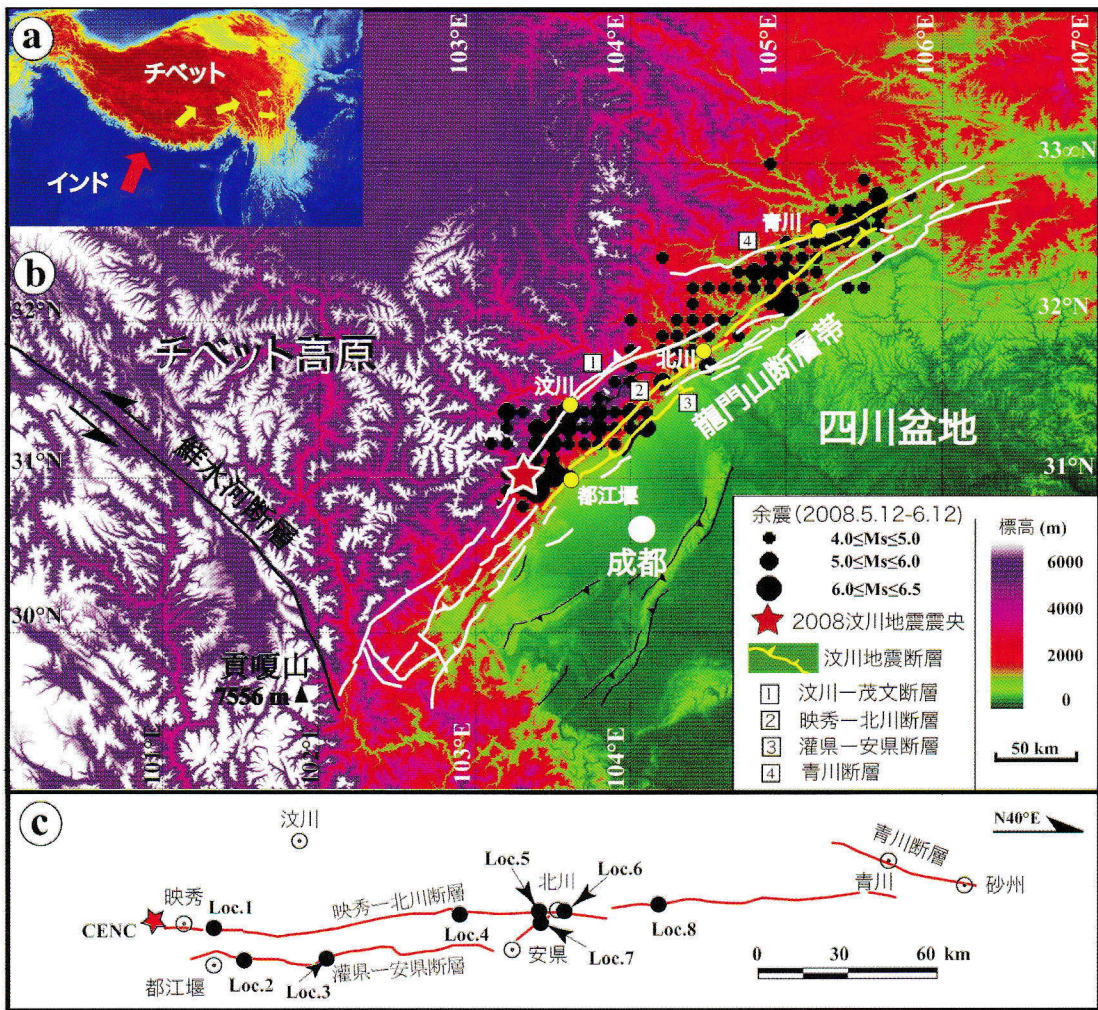 a
チベット
インド
103°E
104°E
105°E
106°E
107°E
33∞N
b
32°N
チベット高原
青川
4
32°N
1
北川
汶川
2
3
龍門山断層帯
四川盆地
31°N
鮮水河断層
31°N
都江堰
成都
30°N
貢嘎山
7556 m
101°E
102°E
103°E
104°E
余震 (2008.5.12-6.12)
4.0≤Ms≤5.0
5.0≤Ms≤6.0
6.0≤Ms≤6.5
2008汶川地震震央
汶川地震断層
1 汶川ー茂文断層
2 映秀ー北川断層
3 灌県ー安県断層
4 青川断層
標高 (m)
6000
4000
2000
0
50 km
c
N40°E
汶川
映秀
CENC
Loc.1
映秀ー北川断層
Loc.5
北川
Loc.6
青川断層
青川
砂州
Loc.4
Loc.8
都江堰
Loc.2
Loc.3
灌県ー安県断層
安県
Loc.7
0 30 60 km